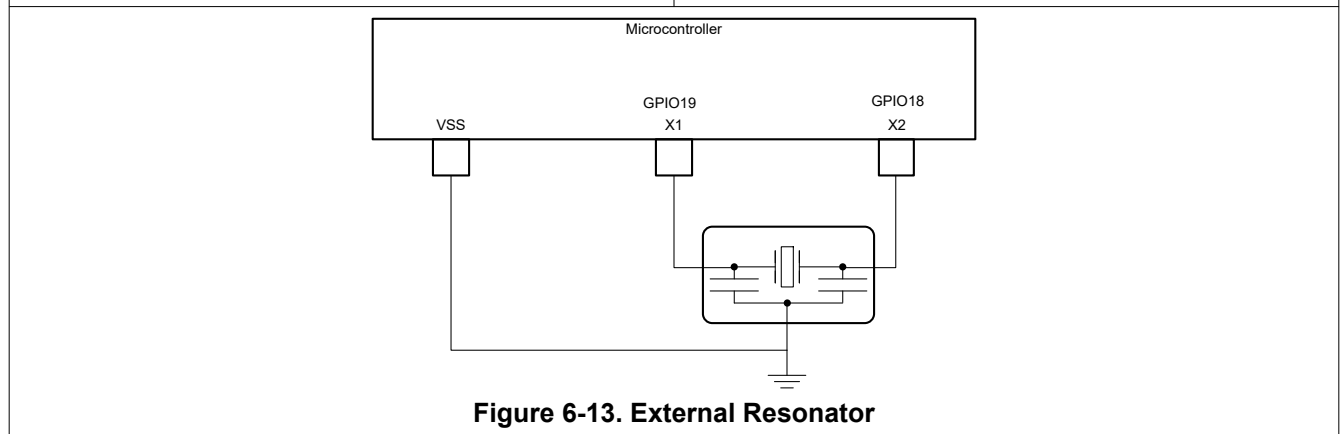 Microcontroller
GPIO19
GPIO18
VSS
X1
X2
Figure 6-13. External Resonator